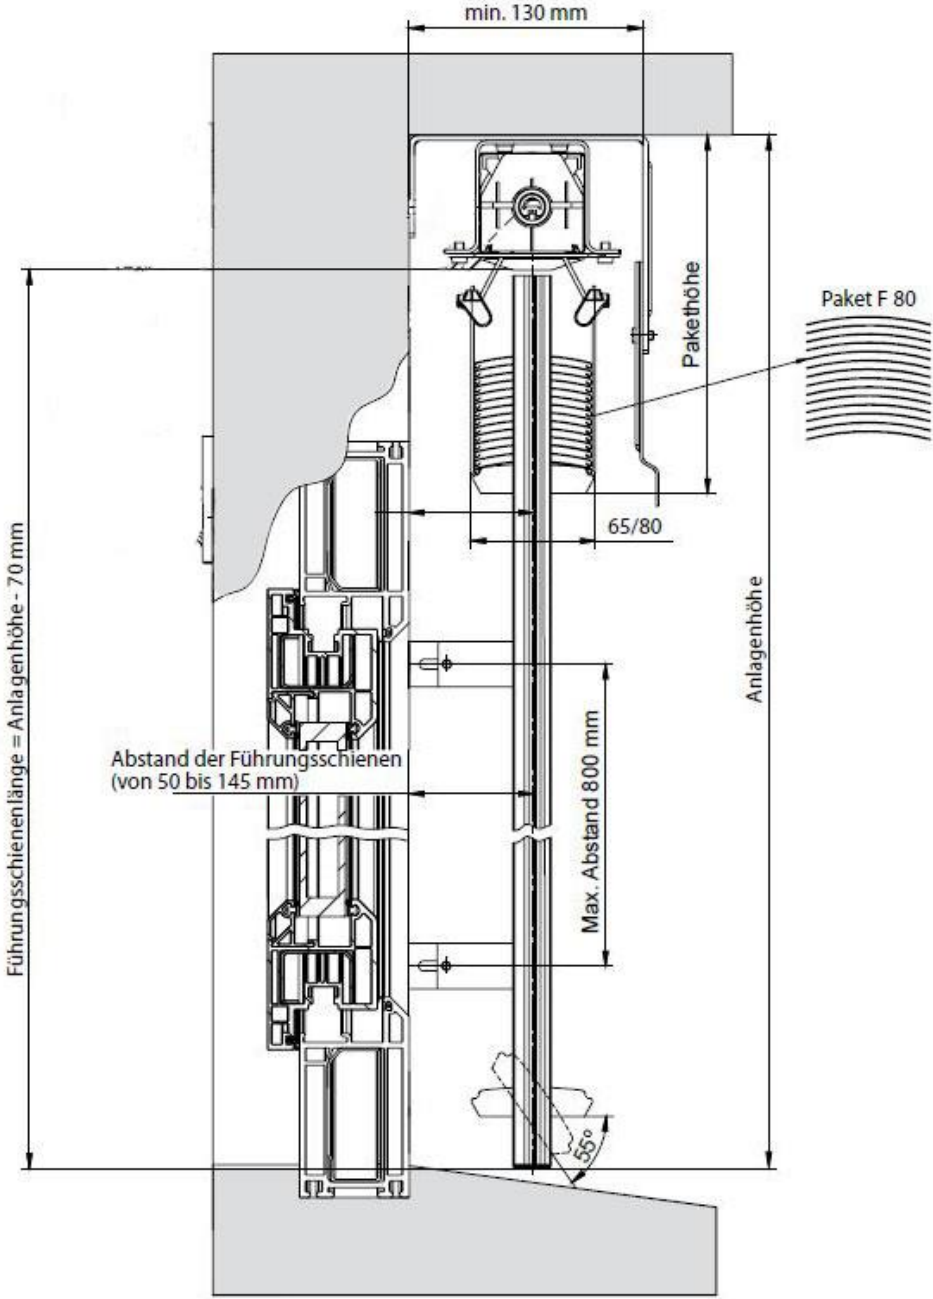 min. 130 mm
Pakethöhe
Paket F 80
65/80
Führungsschienenlänge = Anlagenhöhe - 70 mm
Anlagenhöhe
Abstand der Führungsschienen
(von 50 bis 145 mm)
Max. Abstand 800 mm
55°